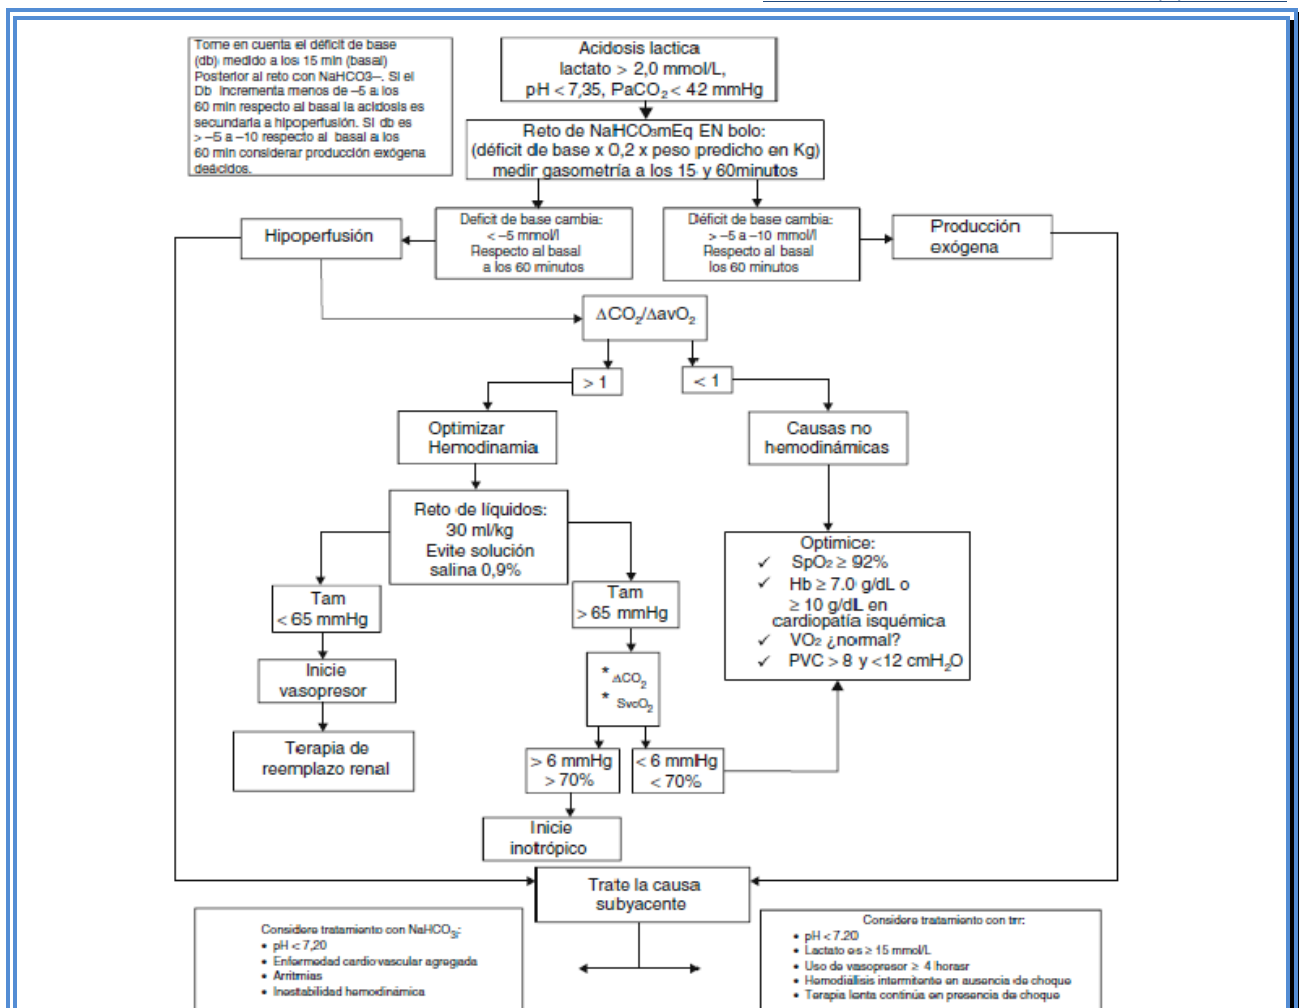 Tome en cuenta el déficit de base
(db) medido a los 15 min (basal)
Posterior al reto con NaHCO3–. Si el
Db incrementa menos de –5 a los
60 min respecto al basal la acidosis es
secundaria a hipoperfusión. Si db es
> –5 a –10 respecto al basal a los
60 min considerar producción exógena
deácidos.
Acidosis lactica
lactato > 2,0 mmol/L,
pH < 7,35, PaCO₂ < 42 mmHg
Reto de NaHCO₃mEq EN bolo:
(déficit de base x 0,2 x peso predicho en Kg)
medir gasometría a los 15 y 60minutos
Hipoperfusión
Deficit de base cambia:
< –5 mmol/l
Respecto al basal
a los 60 minutos
Déficit de base cambia:
> –5 a –10 mmol/l
Respecto al basal
los 60 minutos
Producción
exógena
ΔCO₂/ΔavO₂
> 1
< 1
Optimizar
Hemodinamia
Causas no
hemodinámicas
Reto de líquidos:
30 ml/kg
Evite solución
salina 0,9%
Optimice:
✓ SpO₂ ≥ 92%
✓ Hb ≥ 7.0 g/dL o
≥ 10 g/dL en
cardiopatía isquémica
✓ VO₂ ¿normal?
✓ PVC > 8 y <12 cmH₂O
Tam
< 65 mmHg
Tam
> 65 mmHg
Inicie
vasopresor
* ΔCO₂
* SvcO₂
Terapia de
reemplazo renal
> 6 mmHg
> 70%
< 6 mmHg
< 70%
Inicie
inotrópico
Trate la causa
subyacente
Considere tratamiento con NaHCO₃:
• pH < 7,20
• Enfermedad cardiovascular agregada
• Arritmias
• Inestabilidad hemodinámica
Considere tratamiento con trr:
• pH < 7.20
• Lactato es ≥ 15 mmol/L
• Uso de vasopresor ≥ 4 horasr
• Hemodiálisis intermitente en ausencia de choque
• Terapia lenta continúa en presencia de choque